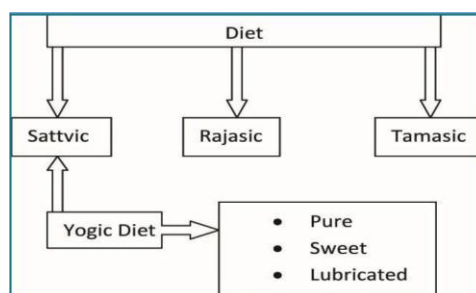 Diet
Sattvic
Rajasic
Tamasic
Yogic Diet
• Pure
• Sweet
• Lubricated